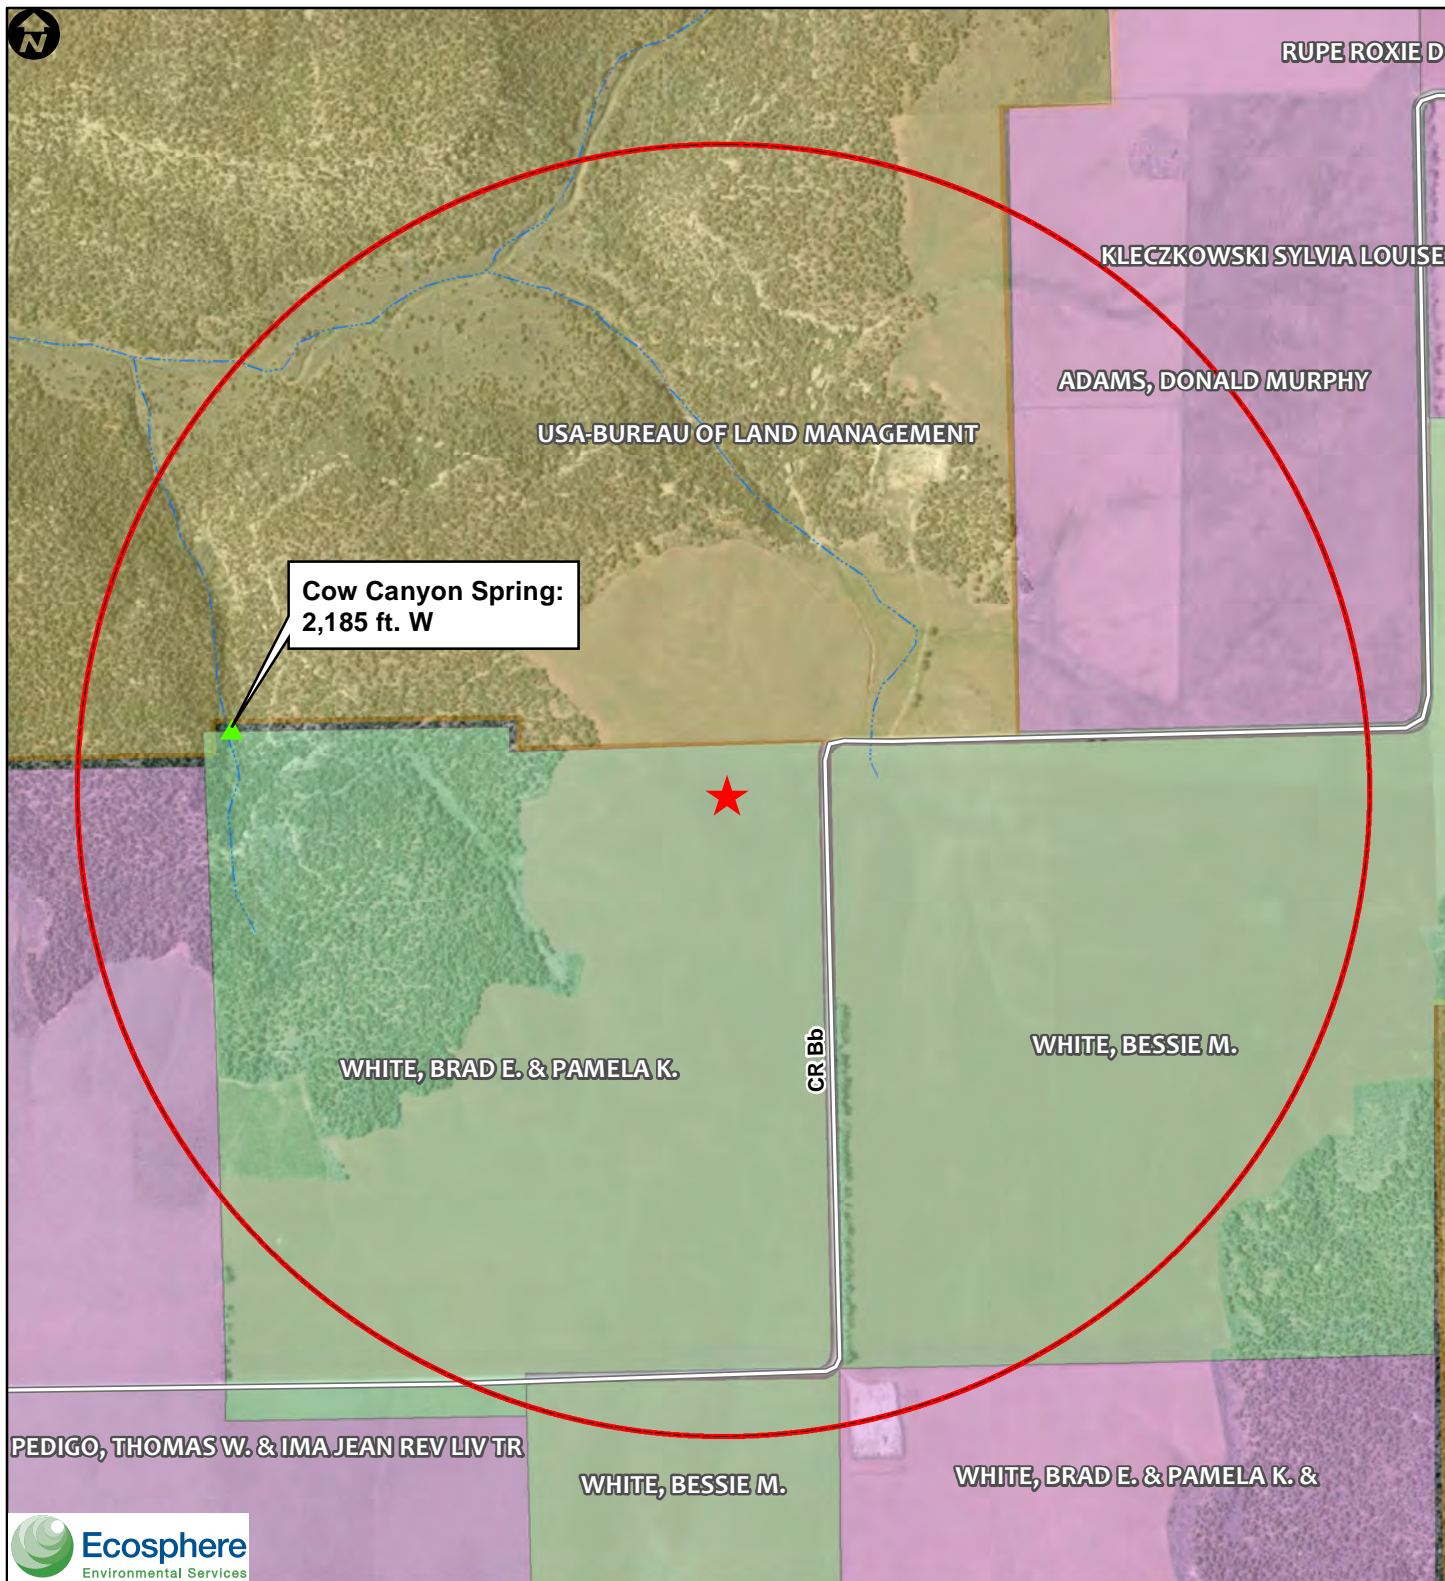 N
RUPE ROXIE D
KLECZKOWSKI SYLVIA LOUISE
ADAMS, DONALD MURPHY
USA-BUREAU OF LAND MANAGEMENT
Cow Canyon Spring:
2,185 ft. W
CR Bb
WHITE, BESSIE M.
WHITE, BRAD E. & PAMELA K.
PEDIGO, THOMAS W. & IMA JEAN REV LIV TR
WHITE, BESSIE M.
WHITE, BRAD E. & PAMELA K. &
Ecosphere
Environmental Services